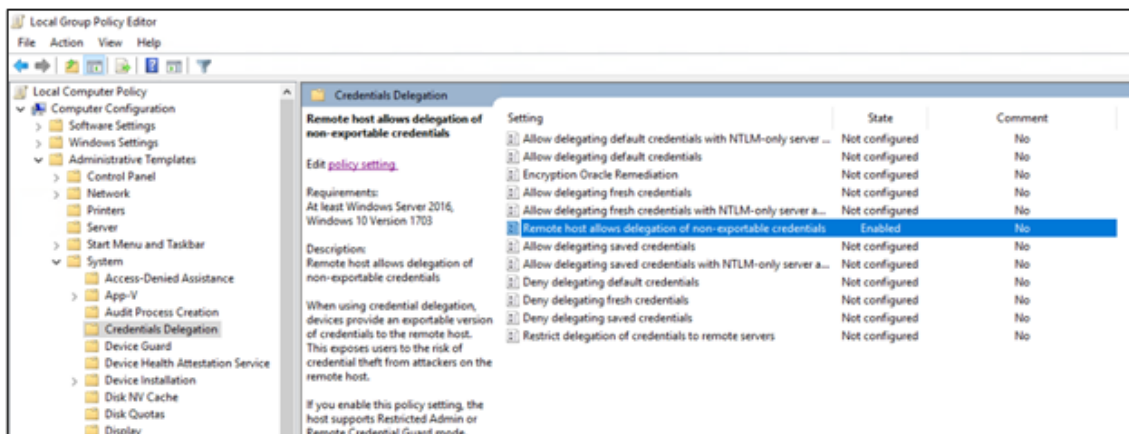 Local Group Policy Editor
File Action View Help
Local Computer Policy
Computer Configuration
Software Settings
Windows Settings
Administrative Templates
Control Panel
Network
Printers
Server
Start Menu and Taskbar
System
Access-Denied Assistance
App-V
Audit Process Creation
Credentials Delegation
Device Guard
Device Health Attestation Service
Device Installation
Disk NV Cache
Disk Quotas
Display
Credentials Delegation
Remote host allows delegation of
non-exportable credentials
Edit policy setting
Requirements:
At least Windows Server 2016,
Windows 10 Version 1703
Description:
Remote host allows delegation of
non-exportable credentials
When using credential delegation,
devices provide an exportable version
of credentials to the remote host.
This exposes users to the risk of
credential theft from attackers on the
remote host.
If you enable this policy setting, the
host supports Restricted Admin or
Remote Credential Guard mode.
Setting State Comment
Allow delegating default credentials with NTLM-only server ... Not configured No
Allow delegating default credentials Not configured No
Encryption Oracle Remediation Not configured No
Allow delegating fresh credentials Not configured No
Allow delegating fresh credentials with NTLM-only server a... Not configured No
Remote host allows delegation of non-exportable credentials Enabled No
Allow delegating saved credentials Not configured No
Allow delegating saved credentials with NTLM-only server a... Not configured No
Deny delegating default credentials Not configured No
Deny delegating fresh credentials Not configured No
Deny delegating saved credentials Not configured No
Restrict delegation of credentials to remote servers Not configured No